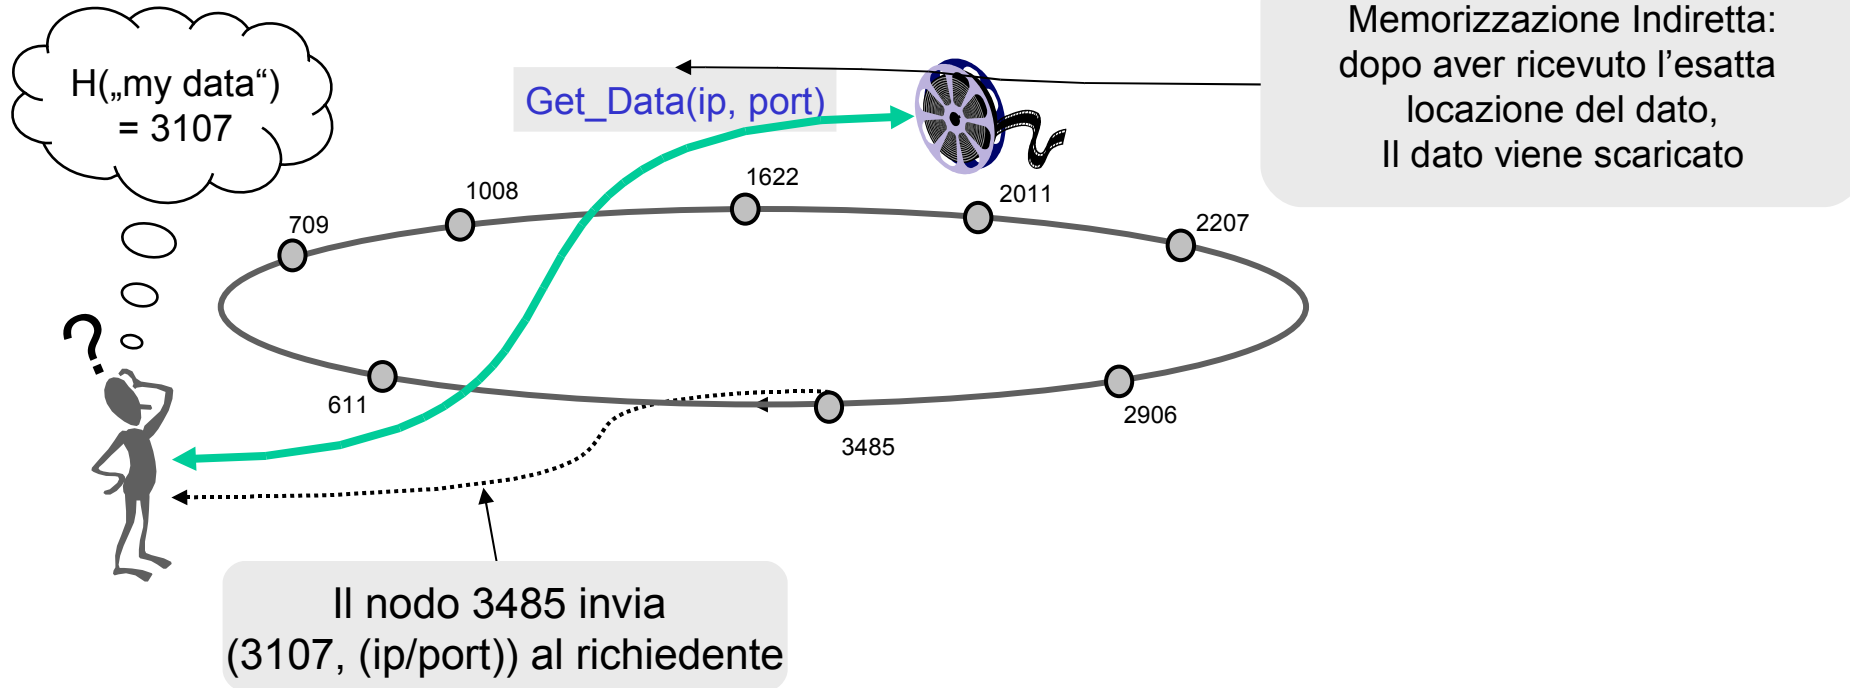 Memorizzazione Indiretta:
dopo aver ricevuto l’esatta
locazione del dato,
Il dato viene scaricato
H(„my data“)
= 3107
Get_Data(ip, port)
1008
1622
2011
709
2207
611
3485
2906
?
Il nodo 3485 invia
(3107, (ip/port)) al richiedente